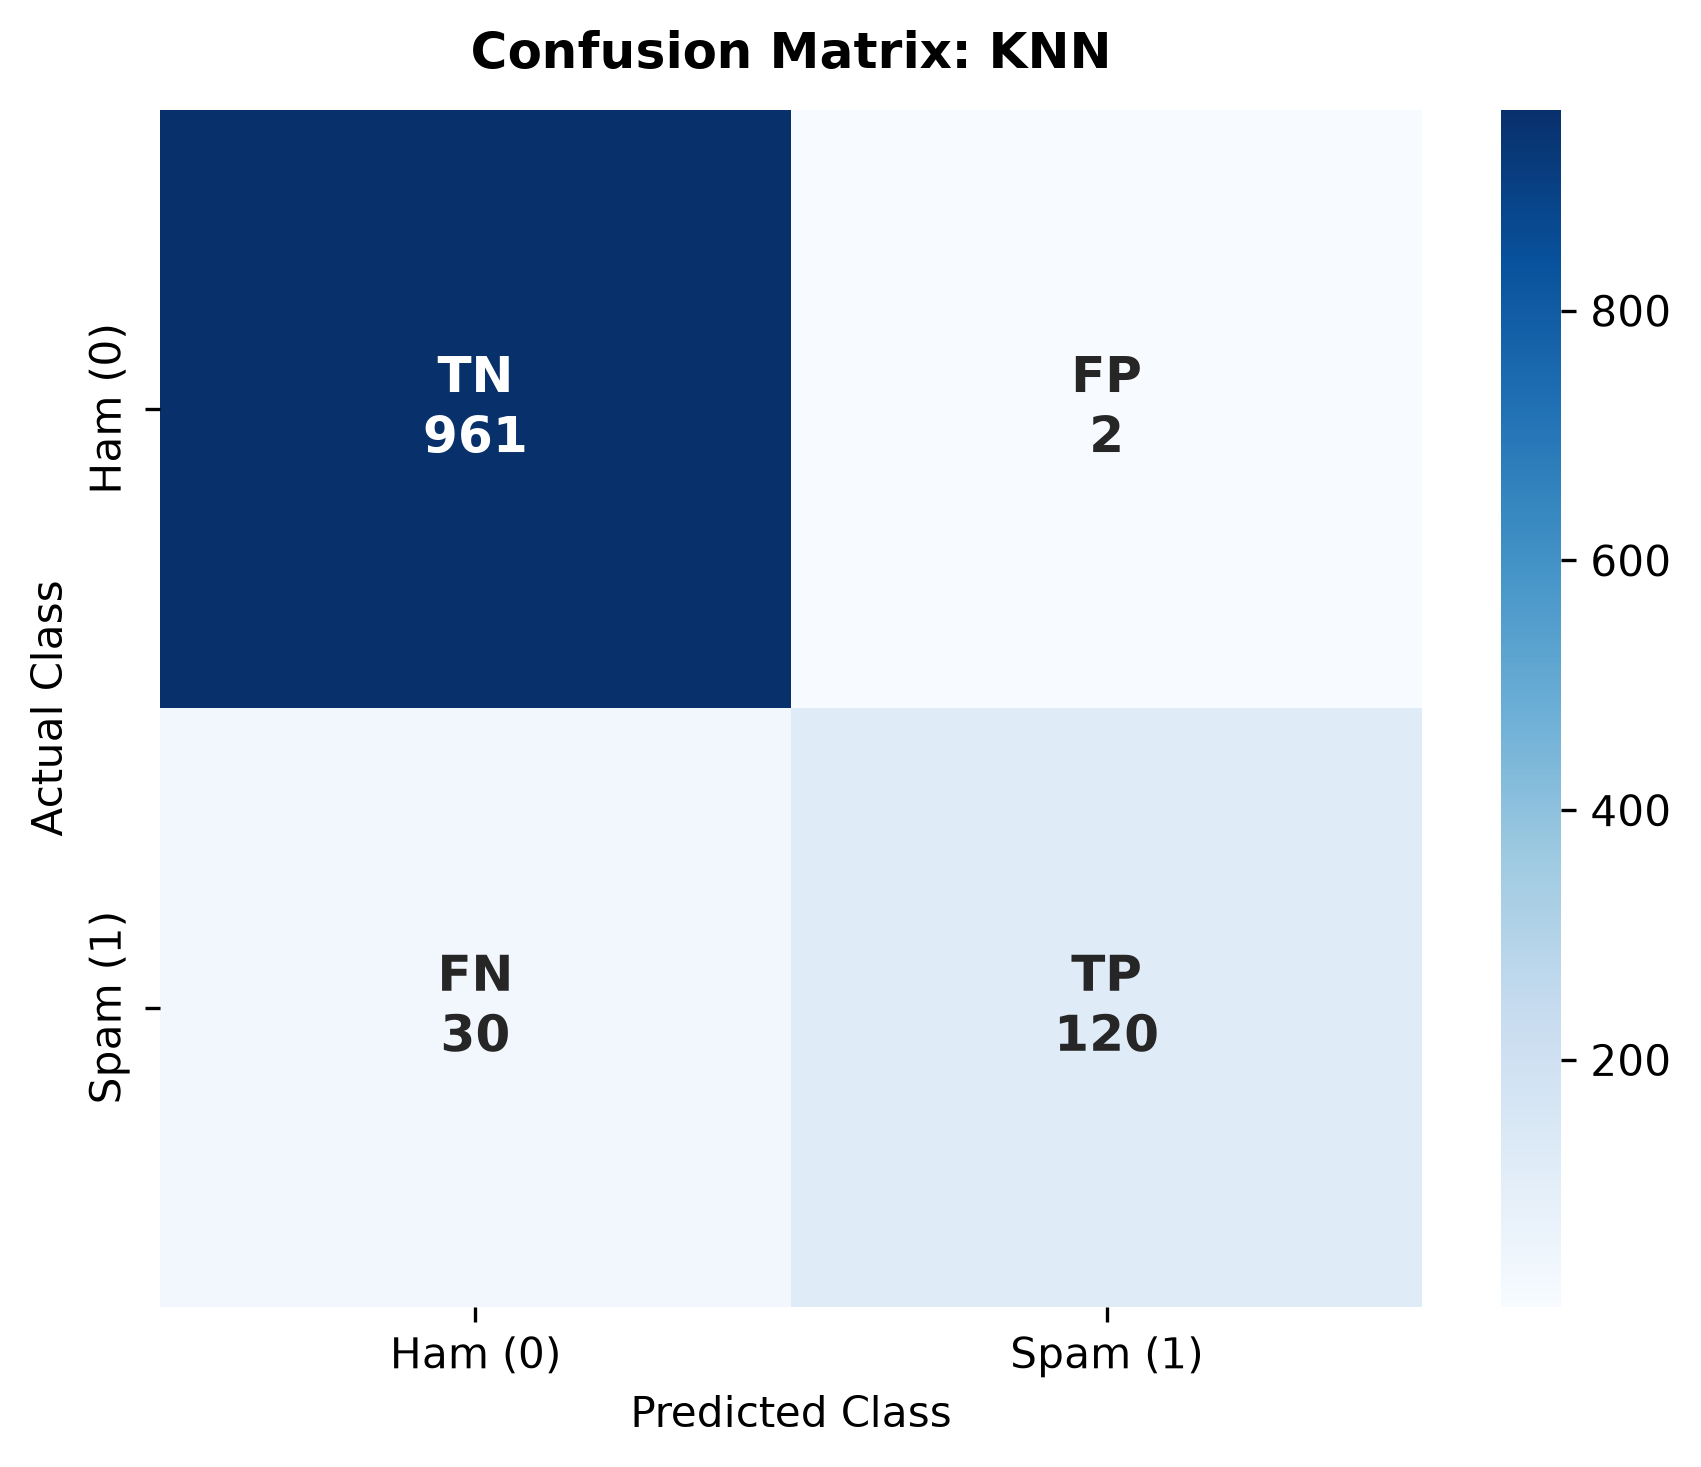 Confusion Matrix: KNN
Actual Class
Ham (0)
TN
961
FP
2
Spam (1)
FN
30
TP
120
Ham (0)
Spam (1)
Predicted Class
800
600
400
200